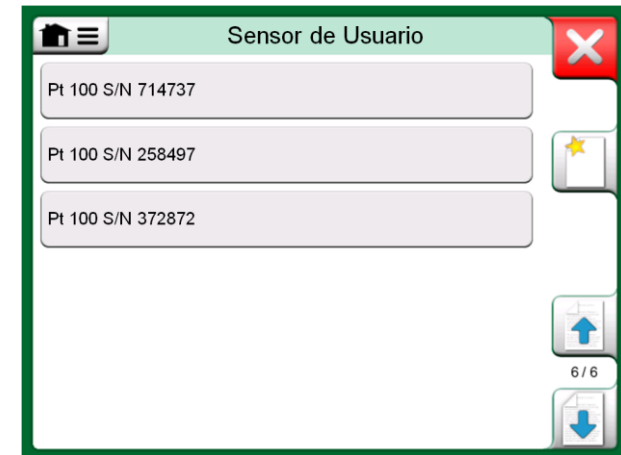 Sensor de Usuario
Pt 100 S/N 714737
Pt 100 S/N 258497
Pt 100 S/N 372872
6 / 6